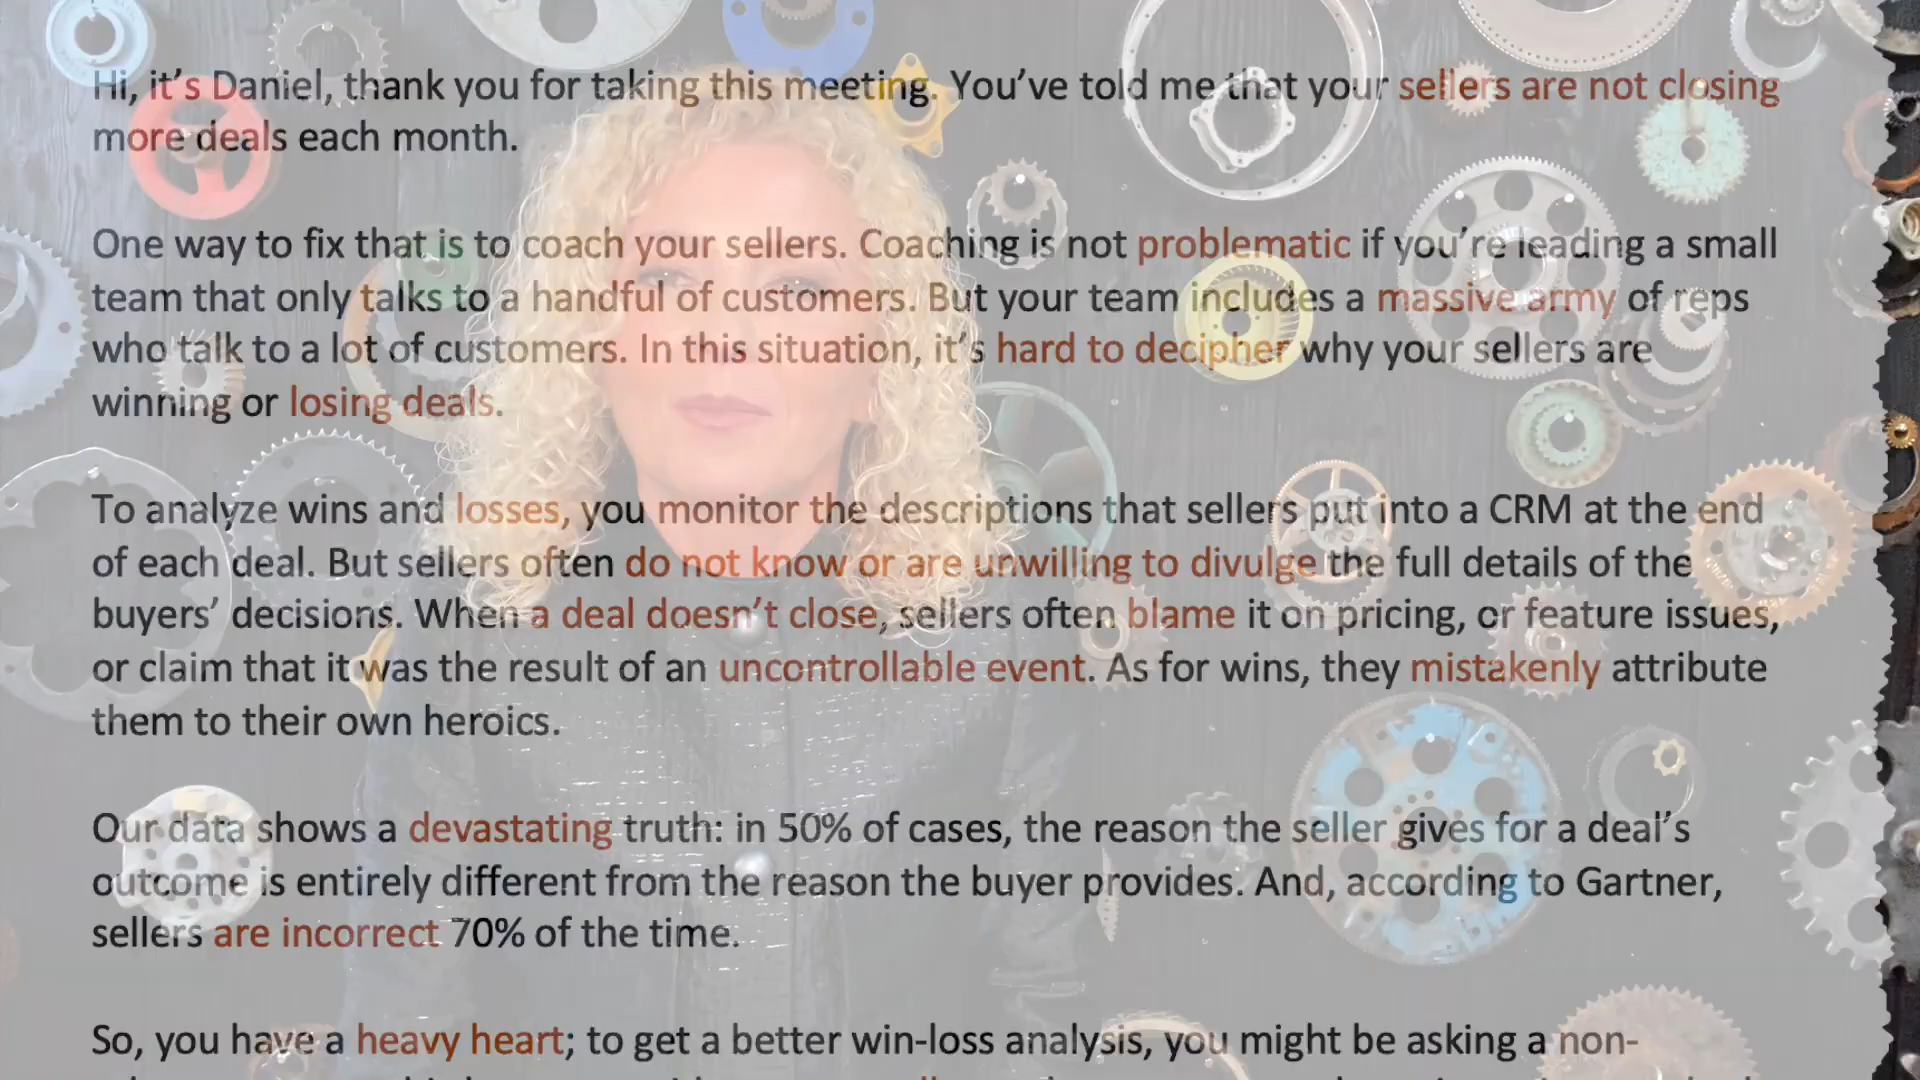 Hi, it's Daniel, thank you for taking this meeting. You've told me that your sellers are not closing
more deals each month.
One way to fix that is to coach your sellers. Coaching is not problematic if you're leading a small
team that only talks to a handful of customers. But your team includes a massive army of reps
who talk to a lot of customers. In this situation, it's hard to decipher why your sellers are
winning or losing deals.
To analyze wins and losses, you monitor the descriptions that sellers put into a CRM at the end
of each deal. But sellers often do not know or are unwilling to divulge the full details of the
buyers' decisions. When a deal doesn't close, sellers often blame it on pricing, or feature issues,
or claim that it was the result of an uncontrollable event. As for wins, they mistakenly attribute
them to their own heroics.
Our data shows a devastating truth: in 50% of cases, the reason the seller gives for a deal's
outcome is entirely different from the reason the buyer provides. And, according to Gartner,
sellers are incorrect 70% of the time.
So, you have a heavy heart; to get a better win-loss analysis, you might be asking a non-